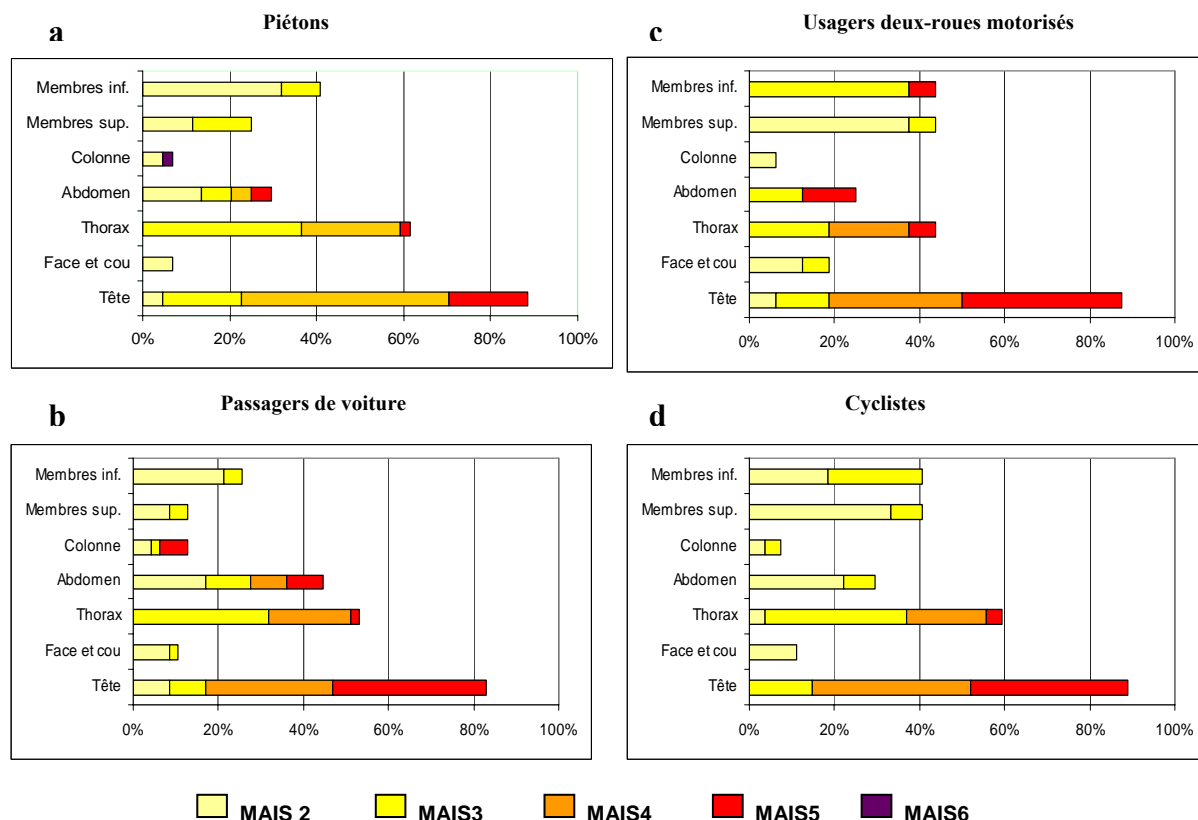 a
Piétons
Membres inf.
Membres sup.
Colonne
Abdomen
Thorax
Face et cou
Tête
0% 20% 40% 60% 80% 100%
c
Usagers deux-roues motorisés
Membres inf.
Membres sup.
Colonne
Abdomen
Thorax
Face et cou
Tête
0% 20% 40% 60% 80% 100%
b
Passagers de voiture
Membres inf.
Membres sup.
Colonne
Abdomen
Thorax
Face et cou
Tête
0% 20% 40% 60% 80% 100%
d
Cyclistes
Membres inf.
Membres sup.
Colonne
Abdomen
Thorax
Face et cou
Tête
0% 20% 40% 60% 80% 100%
MAIS 2 MAIS3 MAIS4 MAIS5 MAIS6